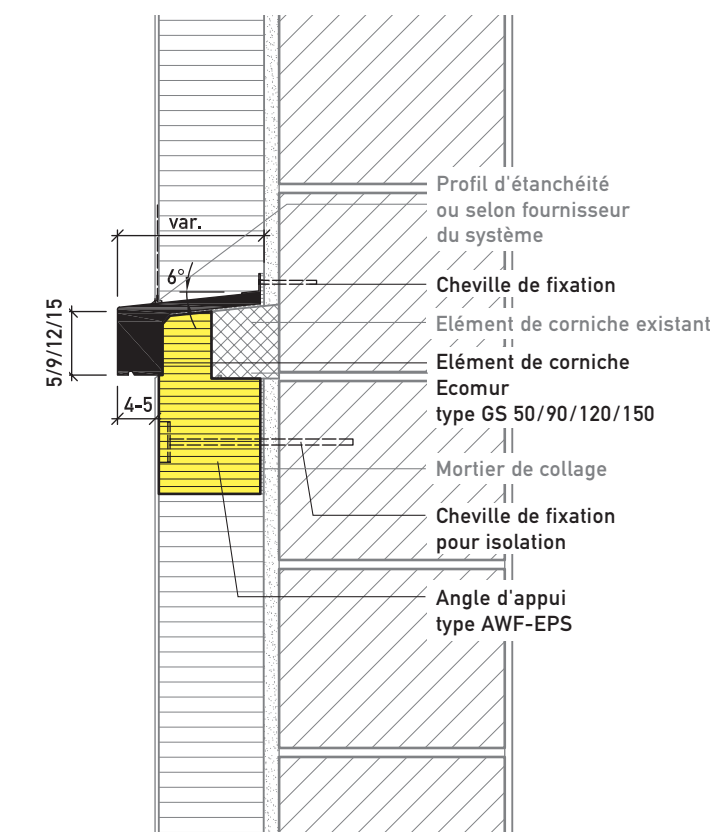 Profil d'étanchéité
ou selon fournisseur
du système
var.
6°
Cheville de fixation
Elément de corniche existant
5/9/12/15
Elément de corniche
Ecomur
type GS 50/90/120/150
4-5
Mortier de collage
Cheville de fixation
pour isolation
Angle d'appui
type AWF-EPS